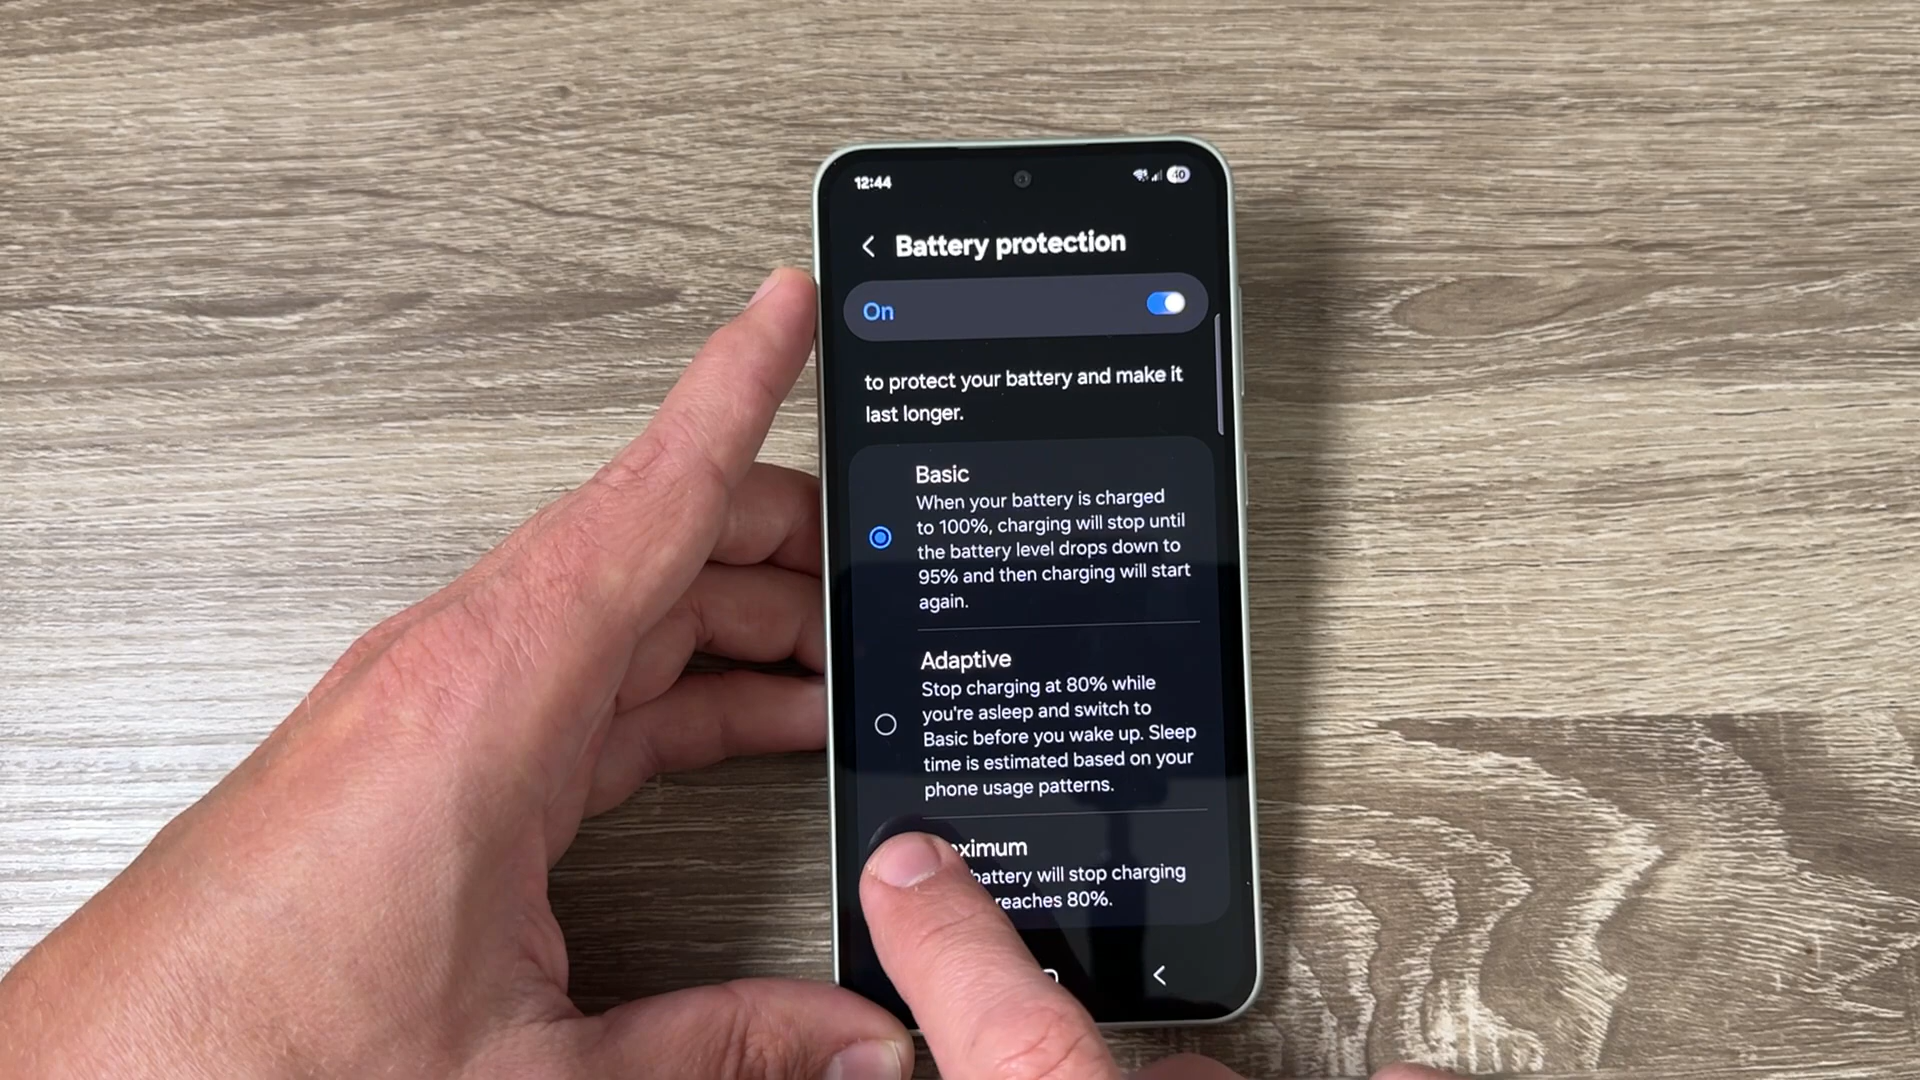 12:44
40
Battery protection
On
to protect your battery and make it
last longer.
Basic
When your battery is charged
to 100%, charging will stop until
the battery level drops down to
95% and then charging will start
again.
Adaptive
Stop charging at 80% while
you're asleep and switch to
Basic before you wake up. Sleep
time is estimated based on your
phone usage patterns.
ximum
battery will stop charging
reaches 80%.